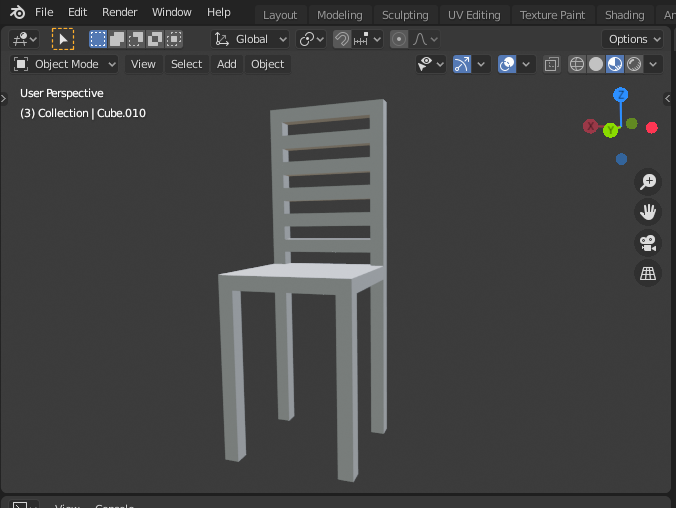 File Edit Render Window Help Layout Modeling Sculpting UV Editing Texture Paint Shading
Global Options
Object Mode View Select Add Object
User Perspective
(3) Collection | Cube.010
Z
X Y
View Console